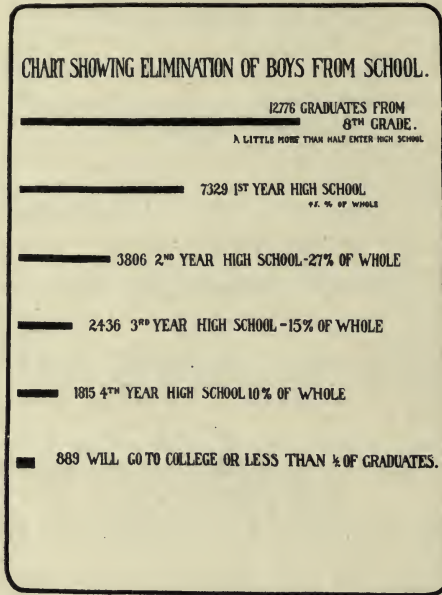 CHART SHOWING ELIMINATION OF BOYS FROM SCHOOL.
12776 GRADUATES FROM
8TH GRADE.
A LITTLE MORE THAN HALF ENTER HIGH SCHOOL
7329 1ST YEAR HIGH SCHOOL
% OF WHOLE
3806 2ND YEAR HIGH SCHOOL-27% OF WHOLE
2436 3RD YEAR HIGH SCHOOL-15% OF WHOLE
1815 4TH YEAR HIGH SCHOOL 10% OF WHOLE
889 WILL GO TO COLLEGE OR LESS THAN OF GRADUATES.